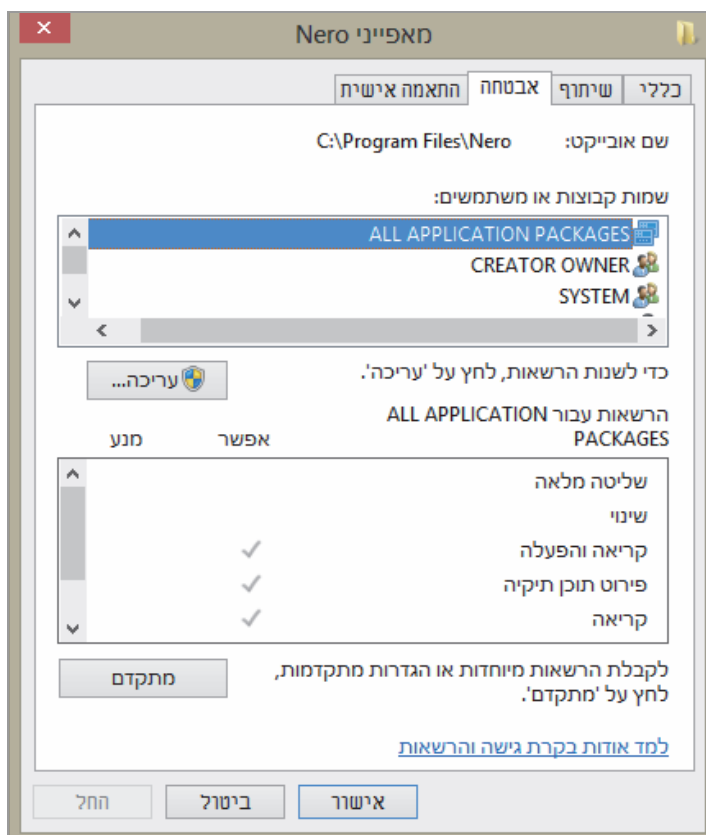 מאפייני Nero
כללי
שיתוף
אבטחה
התאמה אישית
שם אובייקט: C:\Program Files\Nero
שמות קבוצות או משתמשים:
ALL APPLICATION PACKAGES
CREATOR OWNER
SYSTEM
כדי לשנות הרשאות, לחץ על 'עריכה'.
עריכה...
הרשאות עבור ALL APPLICATION
PACKAGES
אפשר
מנע
שליטה מלאה
שינוי
קריאה והפעלה
פירוט תוכן תיקיה
קריאה
לקבלת הרשאות מיוחדות או הגדרות מתקדמות,
לחץ על 'מתקדם'.
מתקדם
למד אודות בקרת גישה והרשאות
אישור
ביטול
החל